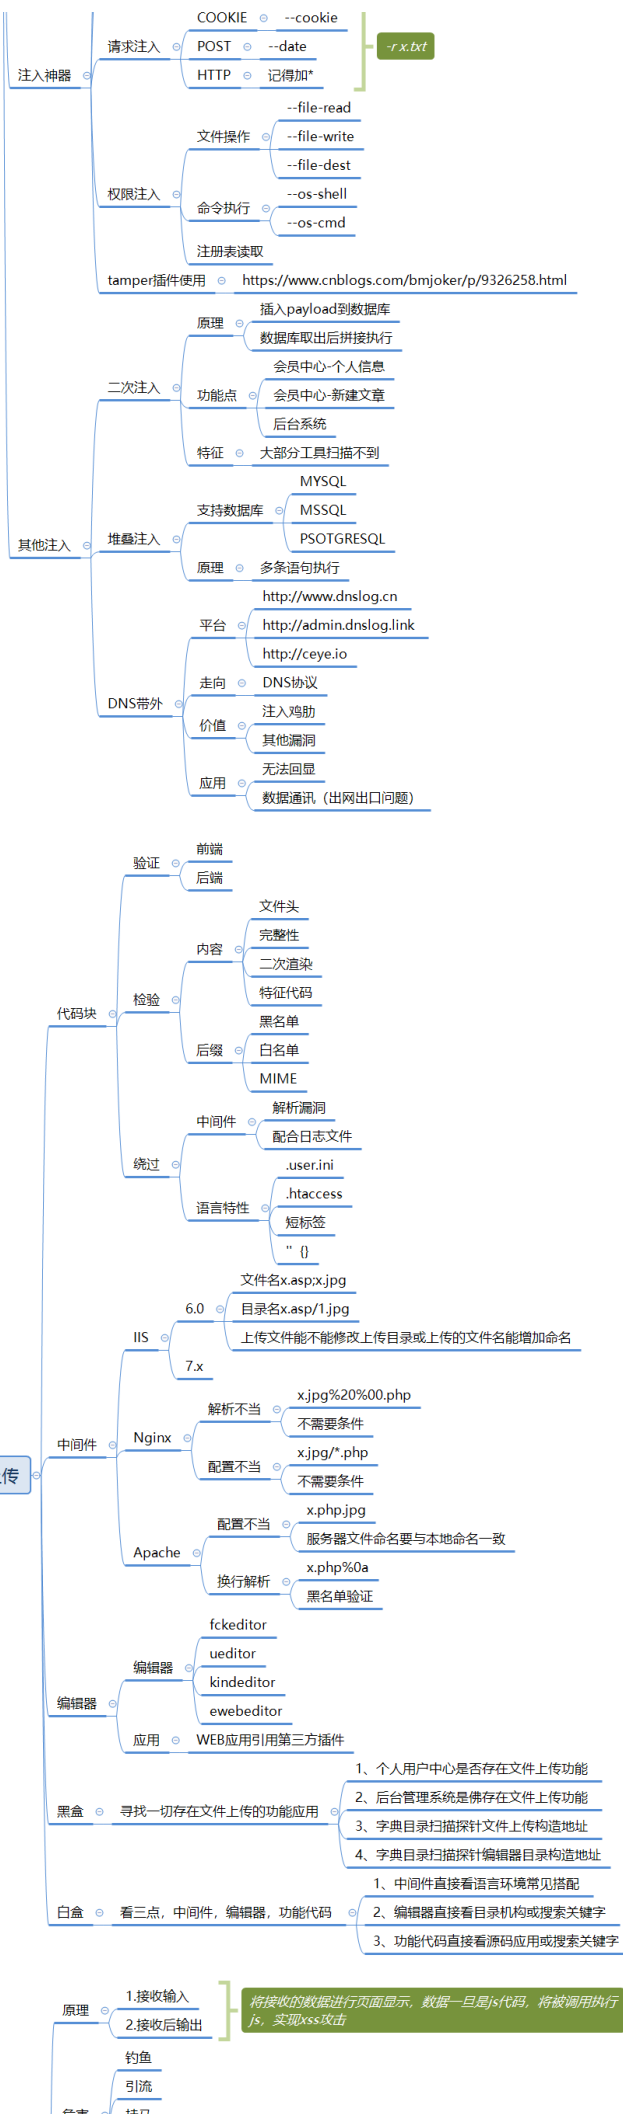 COOKIE
--cookie
请求注入
POST
--date
-r x.txt
注入神器
HTTP
记得加*
--file-read
文件操作
--file-write
--file-dest
权限注入
--os-shell
命令执行
--os-cmd
注册表读取
tamper插件使用
https://www.cnblogs.com/bmjoker/p/9326258.html
插入payload到数据库
原理
数据库取出后拼接执行
会员中心-个人信息
二次注入
功能点
会员中心-新建文章
后台系统
特征
大部分工具扫描不到
MYSQL
支持数据库
MSSQL
其他注入
堆叠注入
PSOTGRESQL
原理
多条语句执行
http://www.dnslog.cn
平台
http://admin.dnslog.link
http://ceye.io
走向
DNS协议
DNS带外
注入鸡肋
价值
其他漏洞
无法回显
应用
数据通讯（出网出口问题）
前端
验证
后端
文件头
完整性
内容
二次渲染
特征代码
代码块
检验
黑名单
后缀
白名单
MIME
解析漏洞
中间件
配合日志文件
绕过
.user.ini
.htaccess
语言特性
短标签
" {}
文件名x.asp;x.jpg
6.0
目录名x.asp/1.jpg
IIS
上传文件能不能修改上传目录或上传的文件名能增加命名
7.x
x.jpg%20%00.php
解析不当
不需要条件
中间件
Nginx
x.jpg/*.php
配置不当
不需要条件
传
x.php.jpg
配置不当
服务器文件命名要与本地命名一致
Apache
x.php%0a
换行解析
黑名单验证
fckeditor
ueditor
编辑器
kindeditor
ewebeditor
编辑器
应用
WEB应用引用第三方插件
1、个人用户中心是否存在文件上传功能
2、后台管理系统是佛存在文件上传功能
黑盒
寻找一切存在文件上传的功能应用
3、字典目录扫描探针文件上传构造地址
4、字典目录扫描探针编辑器目录构造地址
1、中间件直接看语言环境常见搭配
白盒
看三点，中间件，编辑器，功能代码
2、编辑器直接看目录机构或搜索关键字
3、功能代码直接看源码应用或搜索关键字
1.接收输入
原理
2.接收后输出
将接收的数据进行页面显示，数据一旦是js代码，将被调用执行
js，实现xss攻击
钓鱼
引流